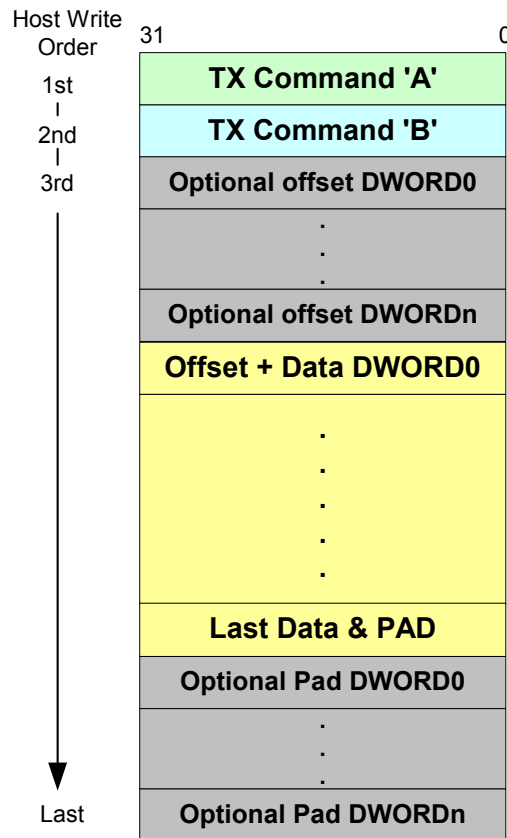 Host Write
Order
31
0
1st
TX Command 'A'
2nd
TX Command 'B'
3rd
Optional offset DWORD0
.
.
.
Optional offset DWORDn
Offset + Data DWORD0
.
.
.
.
.
Last Data & PAD
Optional Pad DWORD0
.
.
.
Last
Optional Pad DWORDn